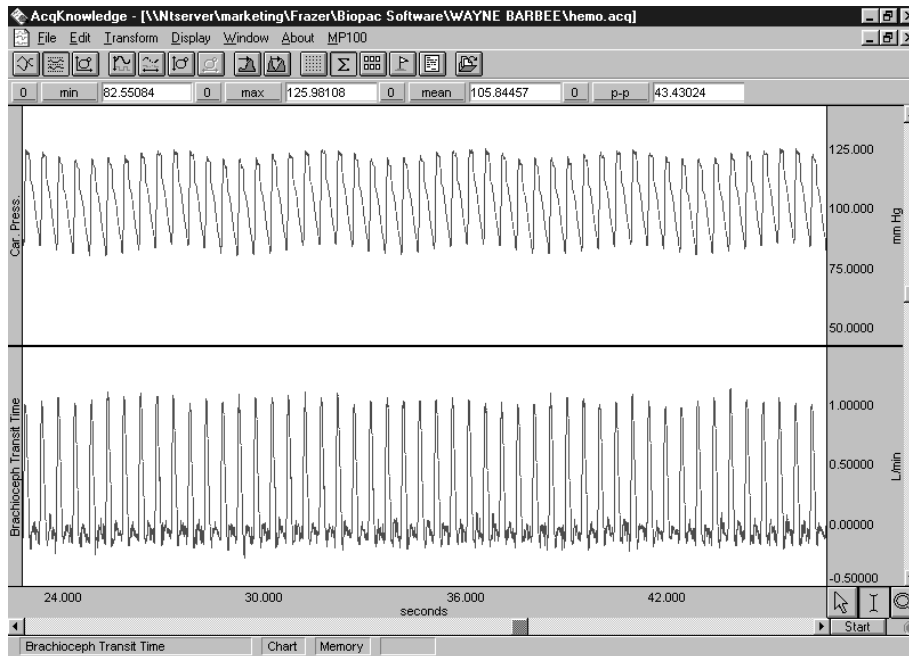 AcqKnowledge - [\\Ntserver\marketing\Frazer\Biopac Software\WAYNE BARBEE\hemo.acq]
File Edit Transform Display Window About MP100
0 min 82.55084 0 max 125.98108 0 mean 105.84457 0 p-p 43.43024
Car. Press.
125.000
100.000
75.0000
50.0000
mm Hg
Brachioceph Transit Time
1.00000
0.50000
0.00000
-0.50000
L/min
24.000 30.000 36.000 42.000
seconds
Start
Brachioceph Transit Time Chart Memory